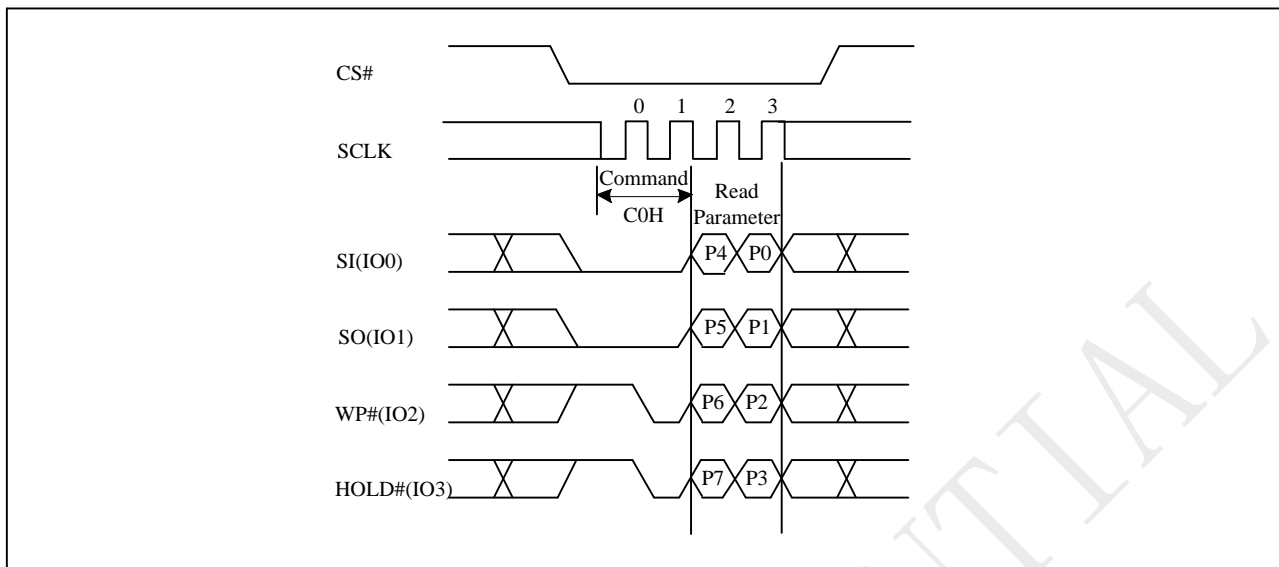 CS#
0 1 2 3
SCLK
Command
C0H
Read
Parameter
SI(IO0)
P4 P0
SO(IO1)
P5 P1
WP#(IO2)
P6 P2
HOLD#(IO3)
P7 P3
NTIAL